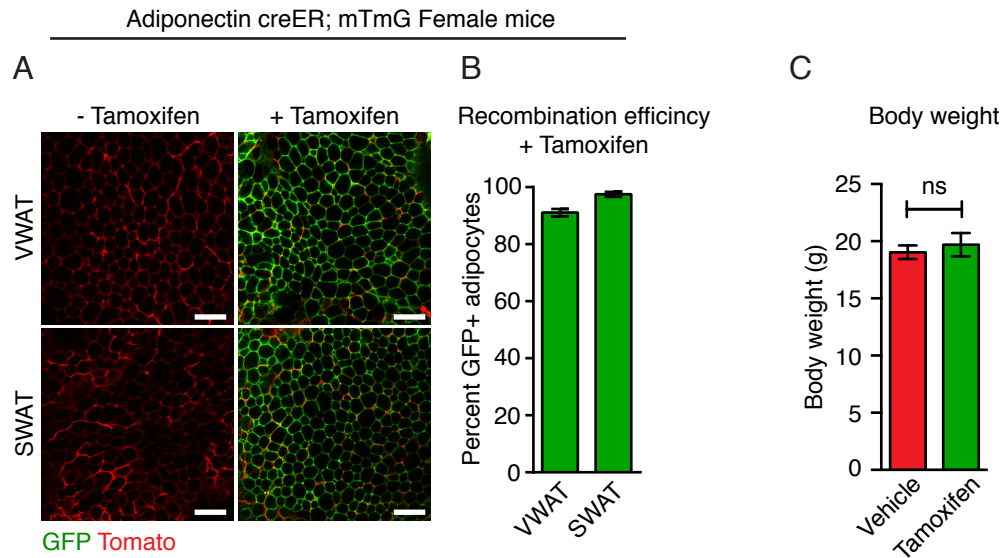 Adiponectin creER; mTmG Female mice
A
- Tamoxifen
+ Tamoxifen
VWAT
SWAT
GFP Tomato
B
Recombination efficincy
+ Tamoxifen
Percent GFP+ adipocytes
100
80
60
40
20
0
VWAT
SWAT
C
Body weight
Body weight (g)
25
20
15
10
5
0
ns
Vehicle
Tamoxifen